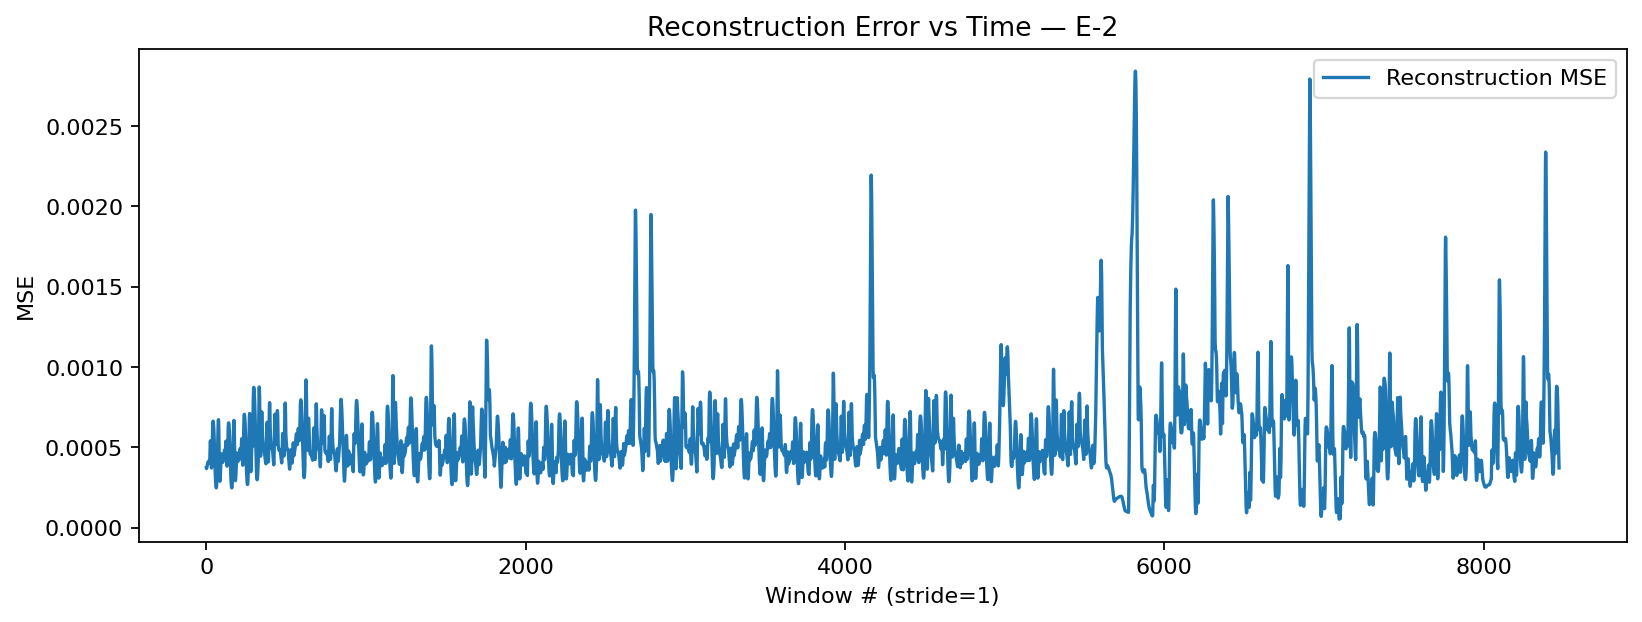 Reconstruction Error vs Time — E-2
Reconstruction MSE
MSE
0.0025
0.0020
0.0015
0.0010
0.0005
0.0000
0 2000 4000 6000 8000
Window # (stride=1)